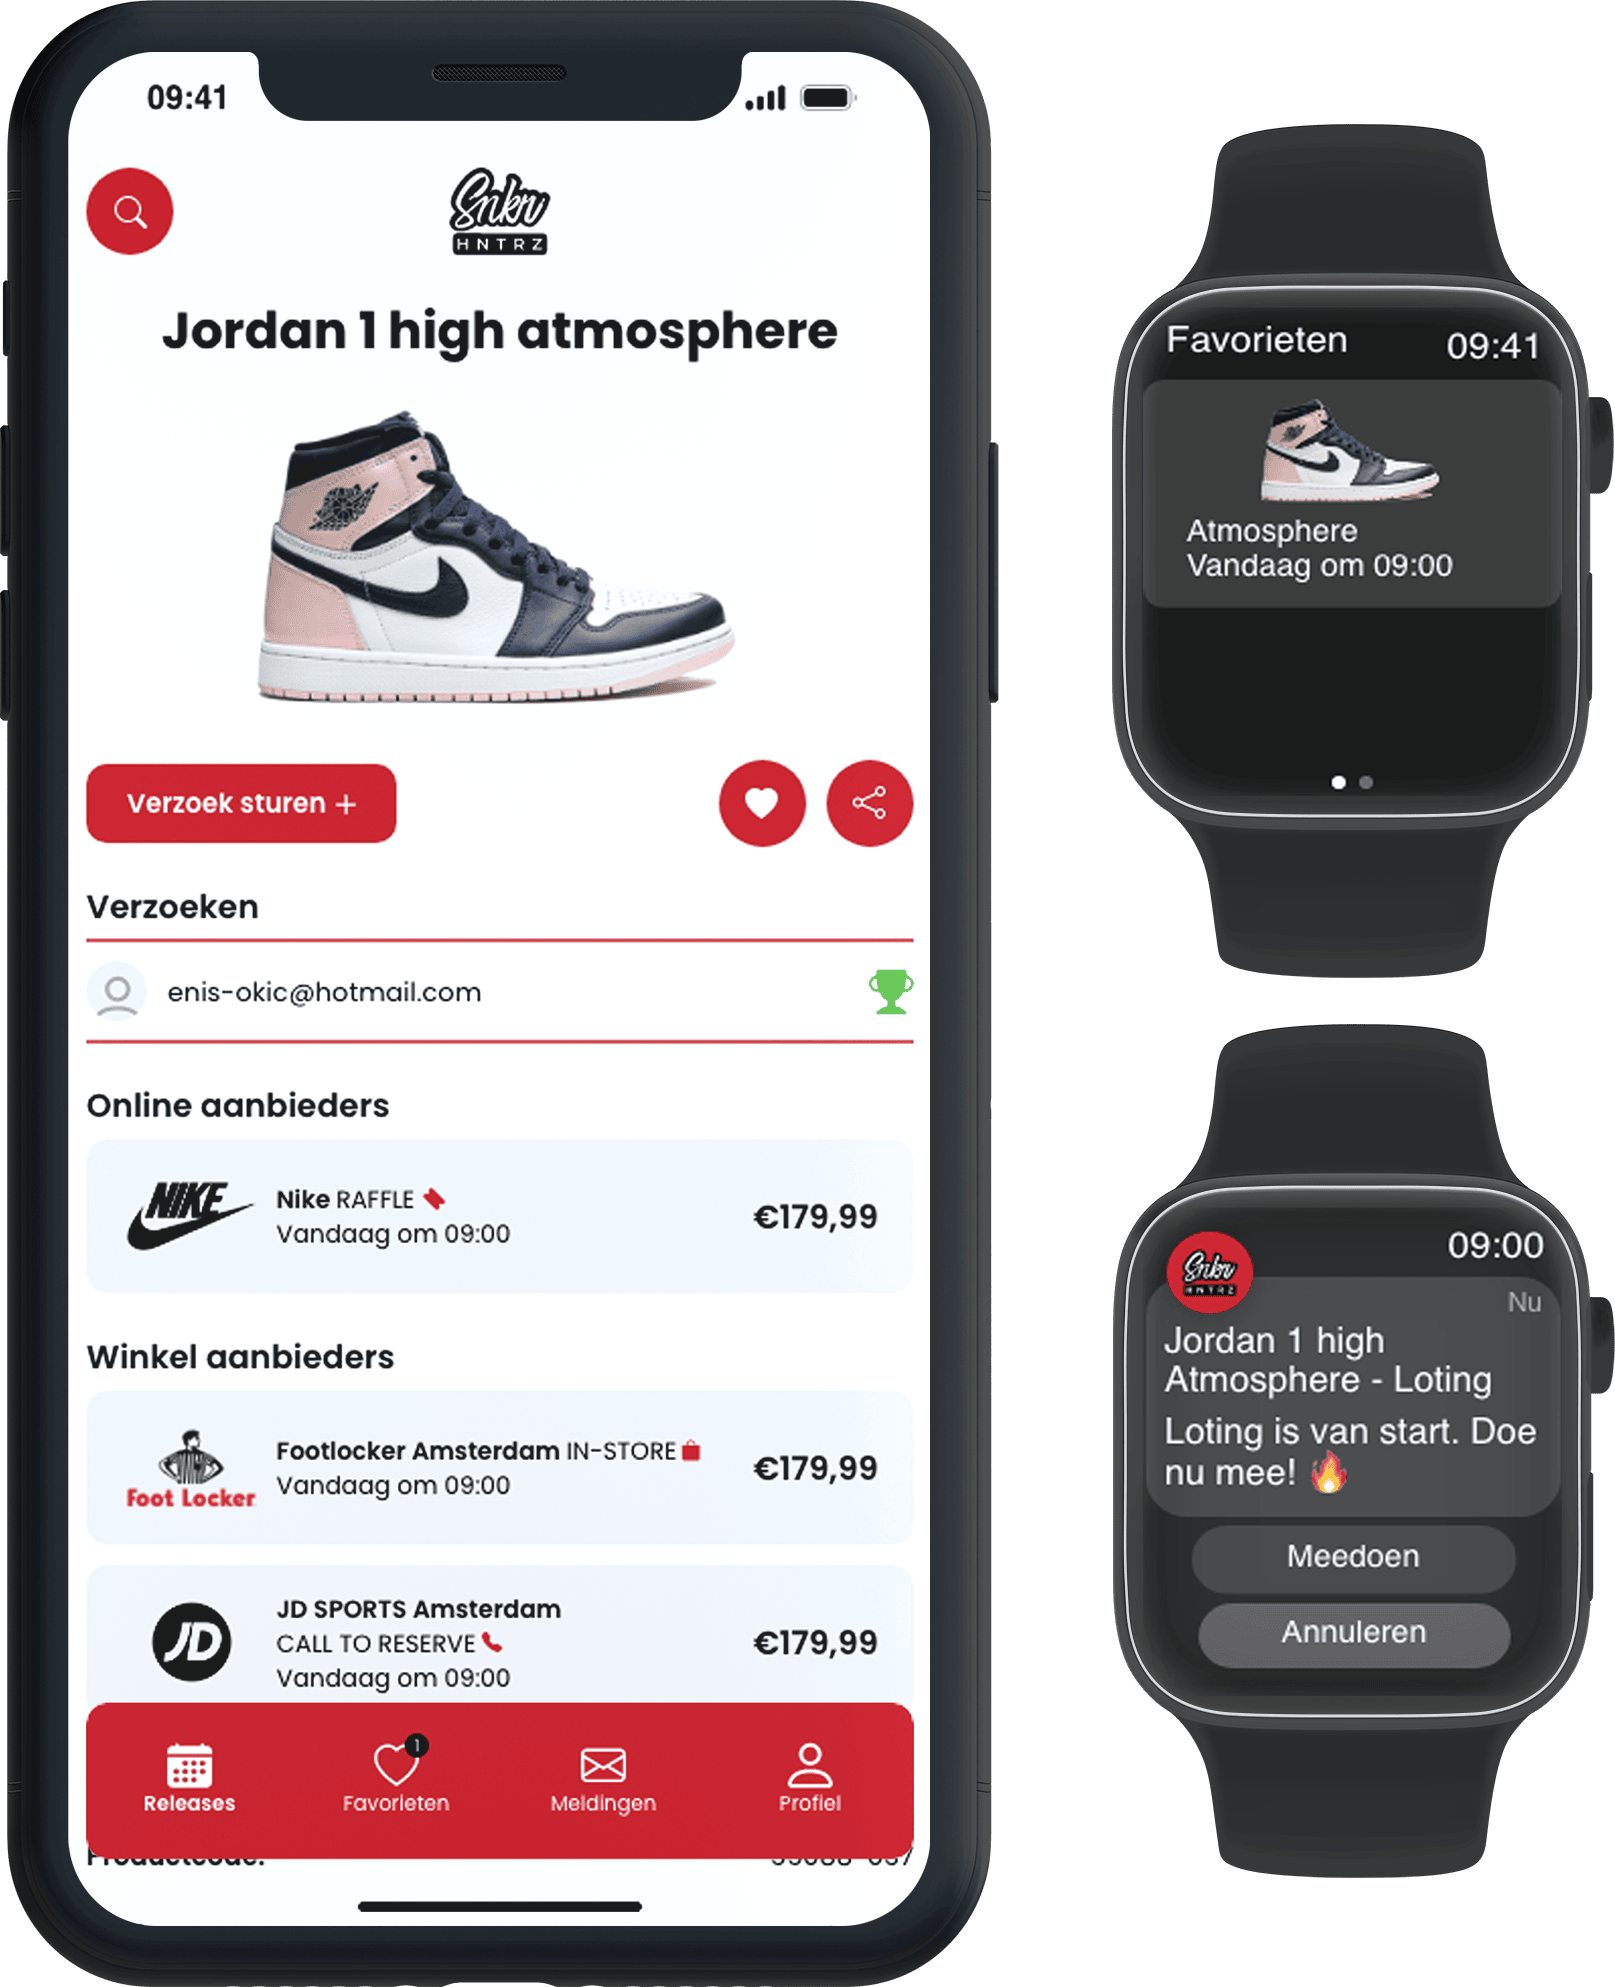 09:41
Snkr
HNTRZ
Jordan 1 high atmosphere
Verzoek sturen +
Verzoeken
enis-okic@hotmail.com
Online aanbieders
NIKE
Nike RAFFLE
Vandaag om 09:00
€179,99
Winkel aanbieders
Foot Locker
Footlocker Amsterdam IN-STORE
Vandaag om 09:00
€179,99
JD
JD SPORTS Amsterdam
CALL TO RESERVE
Vandaag om 09:00
€179,99
1
Releases
Favorieten
Meldingen
Profiel
Productcode:
Favorieten
09:41
Atmosphere
Vandaag om 09:00
09:00
Snkr
HNTRZ
Nu
Jordan 1 high
Atmosphere - Loting
Loting is van start. Doe
nu mee! 🔥
Meedoen
Annuleren